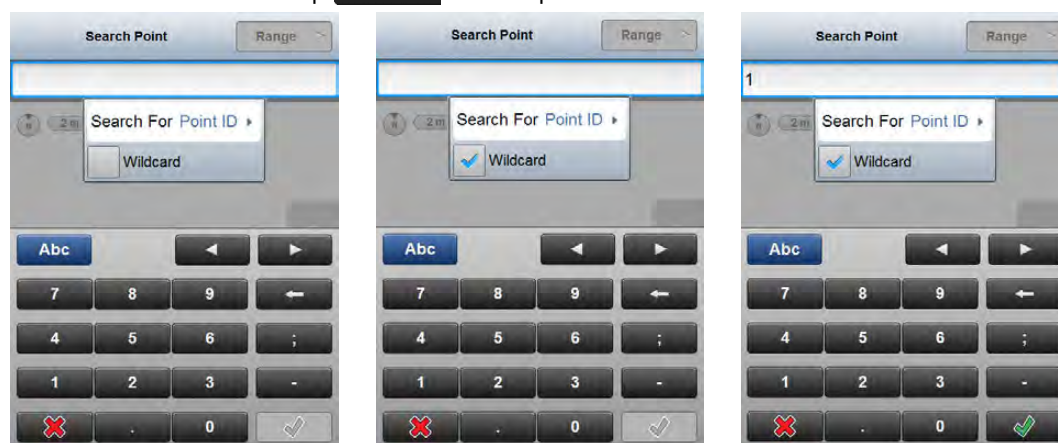 p
Search Point Range
Search For Point ID
Wildcard
2 m
Abc
7 8 9
4 5 6 ;
1 2 3 -
. 0
Search Point Range
Search For Point ID
Wildcard
2 m
Abc
7 8 9
4 5 6 ;
1 2 3 -
. 0
Search Point Range
1
Search For Point ID
Wildcard
2 m
Abc
7 8 9
4 5 6 ;
1 2 3 -
. 0